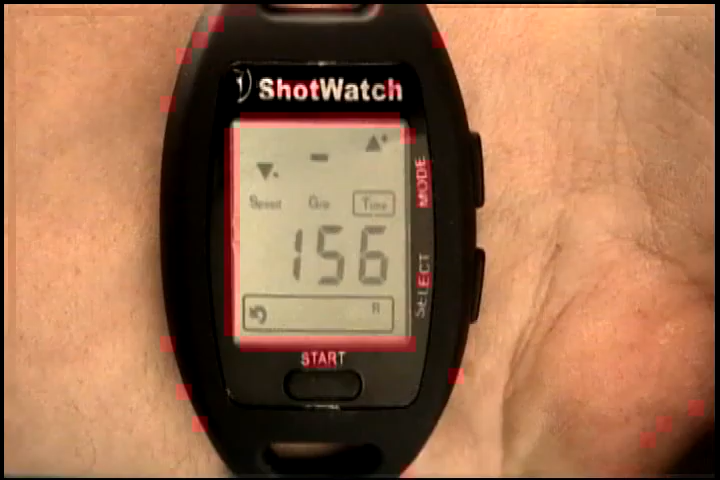 ShotWatch
Speed Grip Time
MODE
156
SELECT
R
START